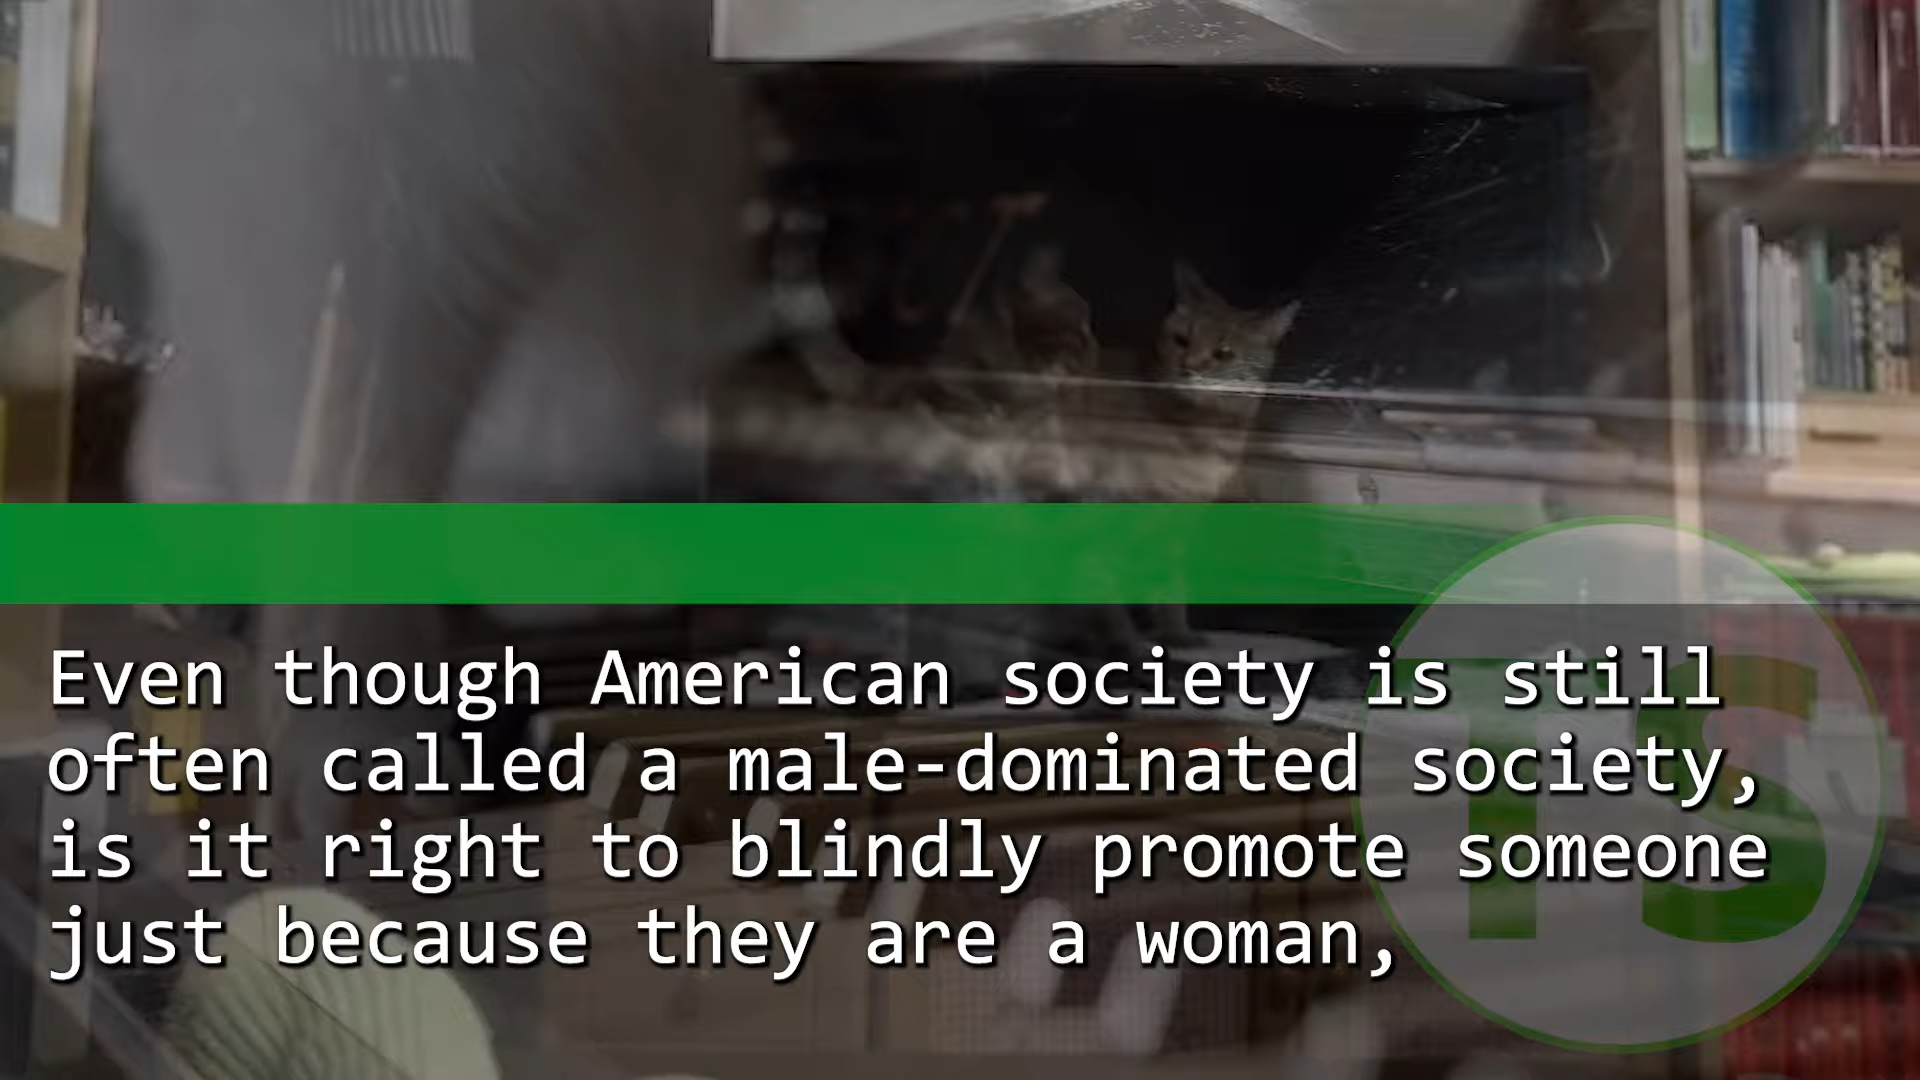 Even though American society is still
often called a male-dominated society,
is it right to blindly promote someone
just because they are a woman,
TS